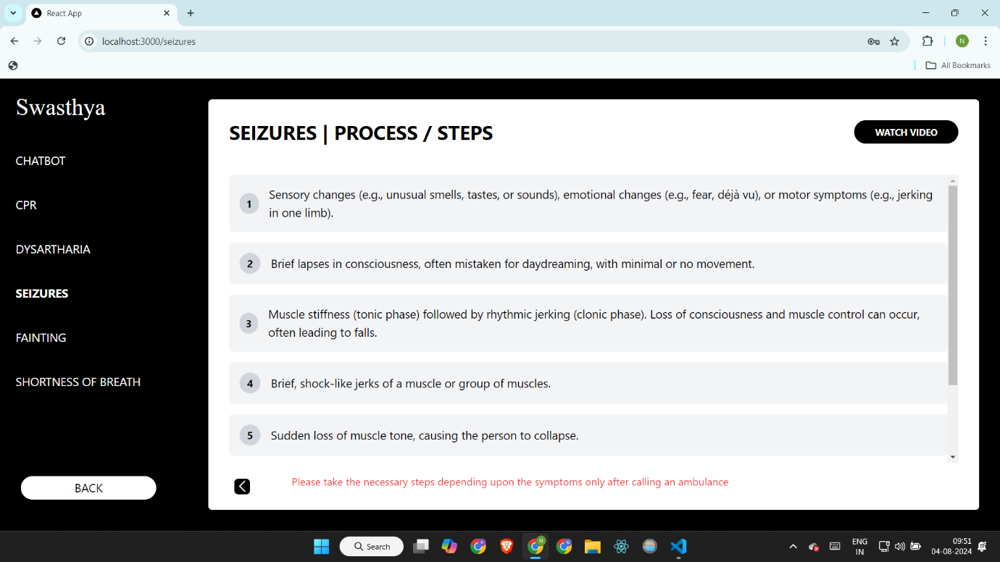 React App
localhost:3000/seizures
N
All Bookmarks
Swasthya
CHATBOT
CPR
DYSARTHARIA
SEIZURES
FAINTING
SHORTNESS OF BREATH
BACK
SEIZURES | PROCESS / STEPS
WATCH VIDEO
1
Sensory changes (e.g., unusual smells, tastes, or sounds), emotional changes (e.g., fear, déjà vu), or motor symptoms (e.g., jerking
in one limb).
2
Brief lapses in consciousness, often mistaken for daydreaming, with minimal or no movement.
3
Muscle stiffness (tonic phase) followed by rhythmic jerking (clonic phase). Loss of consciousness and muscle control can occur,
often leading to falls.
4
Brief, shock-like jerks of a muscle or group of muscles.
5
Sudden loss of muscle tone, causing the person to collapse.
Please take the necessary steps depending upon the symptoms only after calling an ambulance
Search
ENG
IN
09:51
04-08-2024